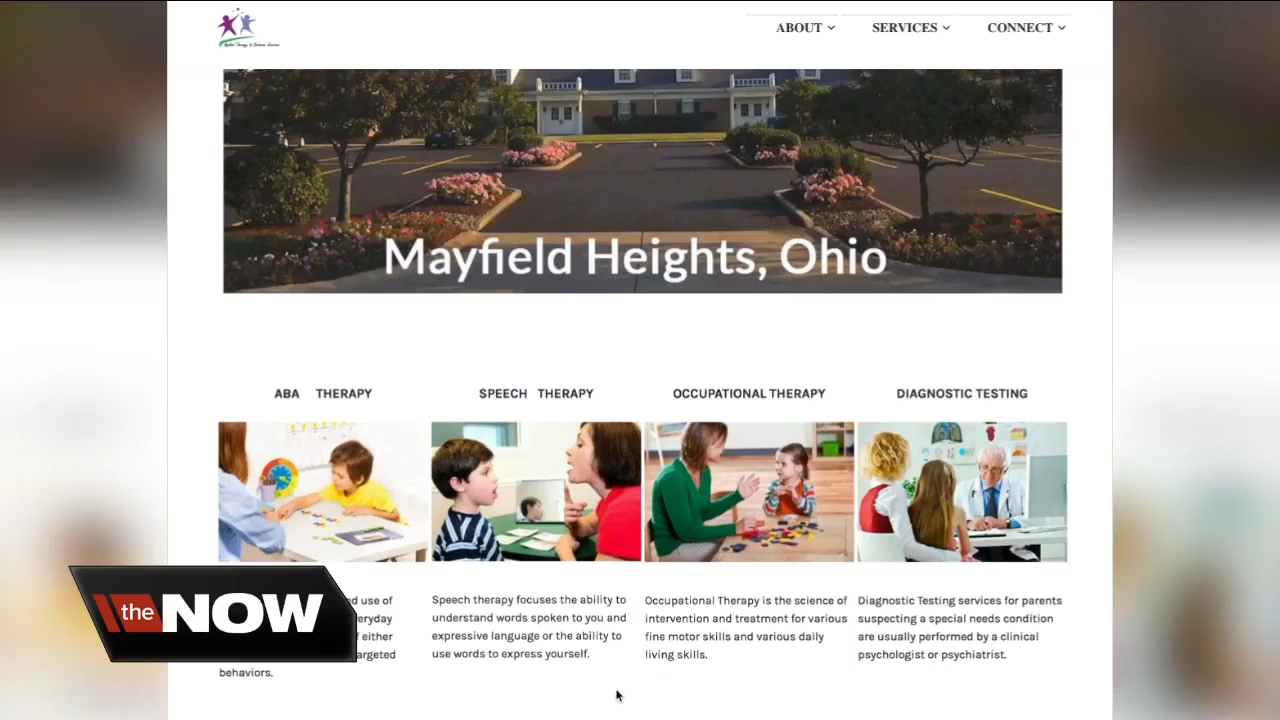 ABOUT
SERVICES
CONNECT
Mayfield Heights, Ohio
ABA THERAPY
SPEECH THERAPY
OCCUPATIONAL THERAPY
DIAGNOSTIC TESTING
use of
either
behaviors.
Speech therapy focuses the ability to
understand words spoken to you and
expressive language or the ability to
use words to express yourself.
Occupational Therapy is the science of
intervention and treatment for various
fine motor skills and various daily
living skills.
Diagnostic Testing services for parents
suspecting a special needs condition
are usually performed by a clinical
psychologist or psychiatrist.
the NOW